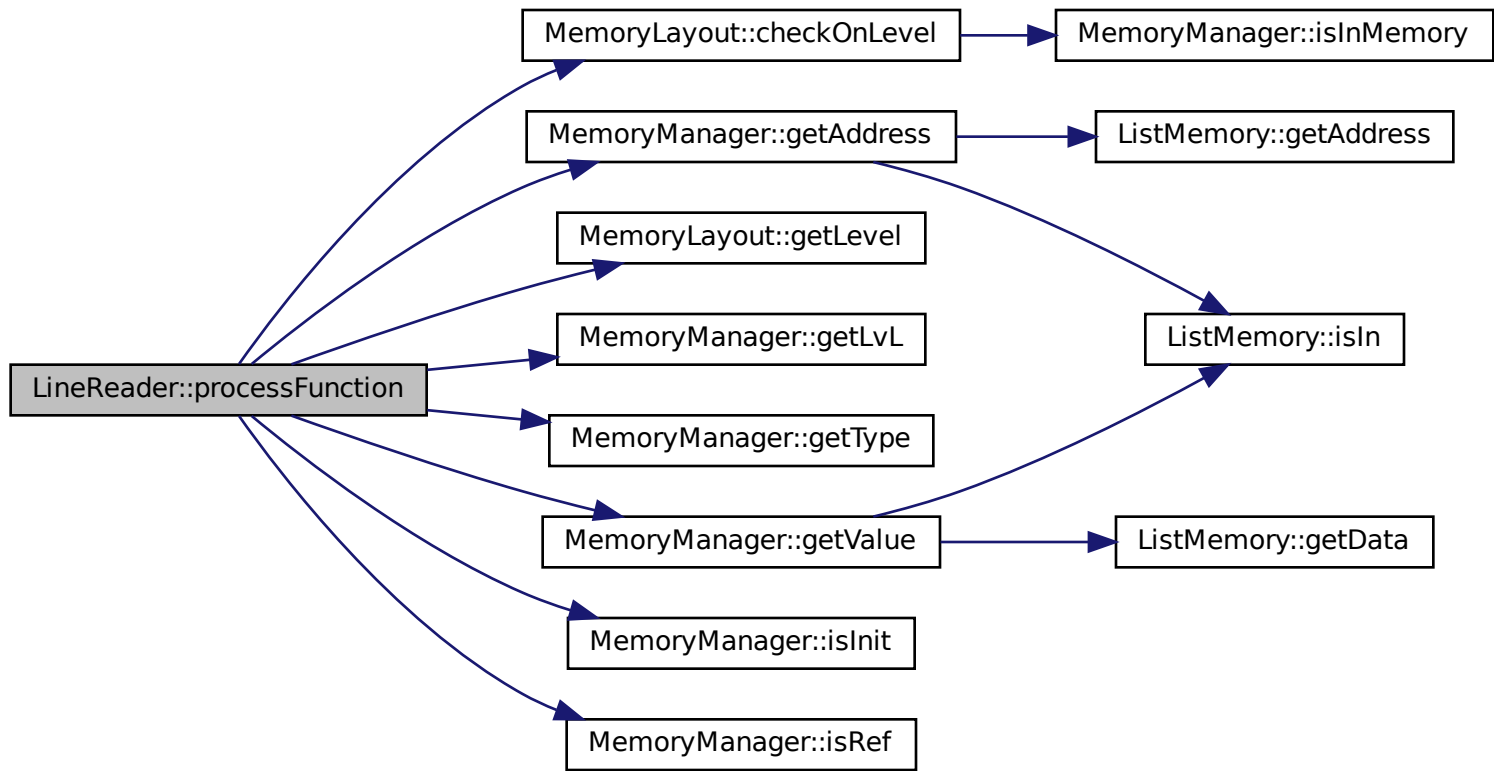 MemoryLayout::checkOnLevel
MemoryManager::isInMemory
MemoryManager::getAddress
ListMemory::getAddress
MemoryLayout::getLevel
MemoryManager::getLvL
ListMemory::isIn
LineReader::processFunction
MemoryManager::getType
MemoryManager::getValue
ListMemory::getData
MemoryManager::isInit
MemoryManager::isRef